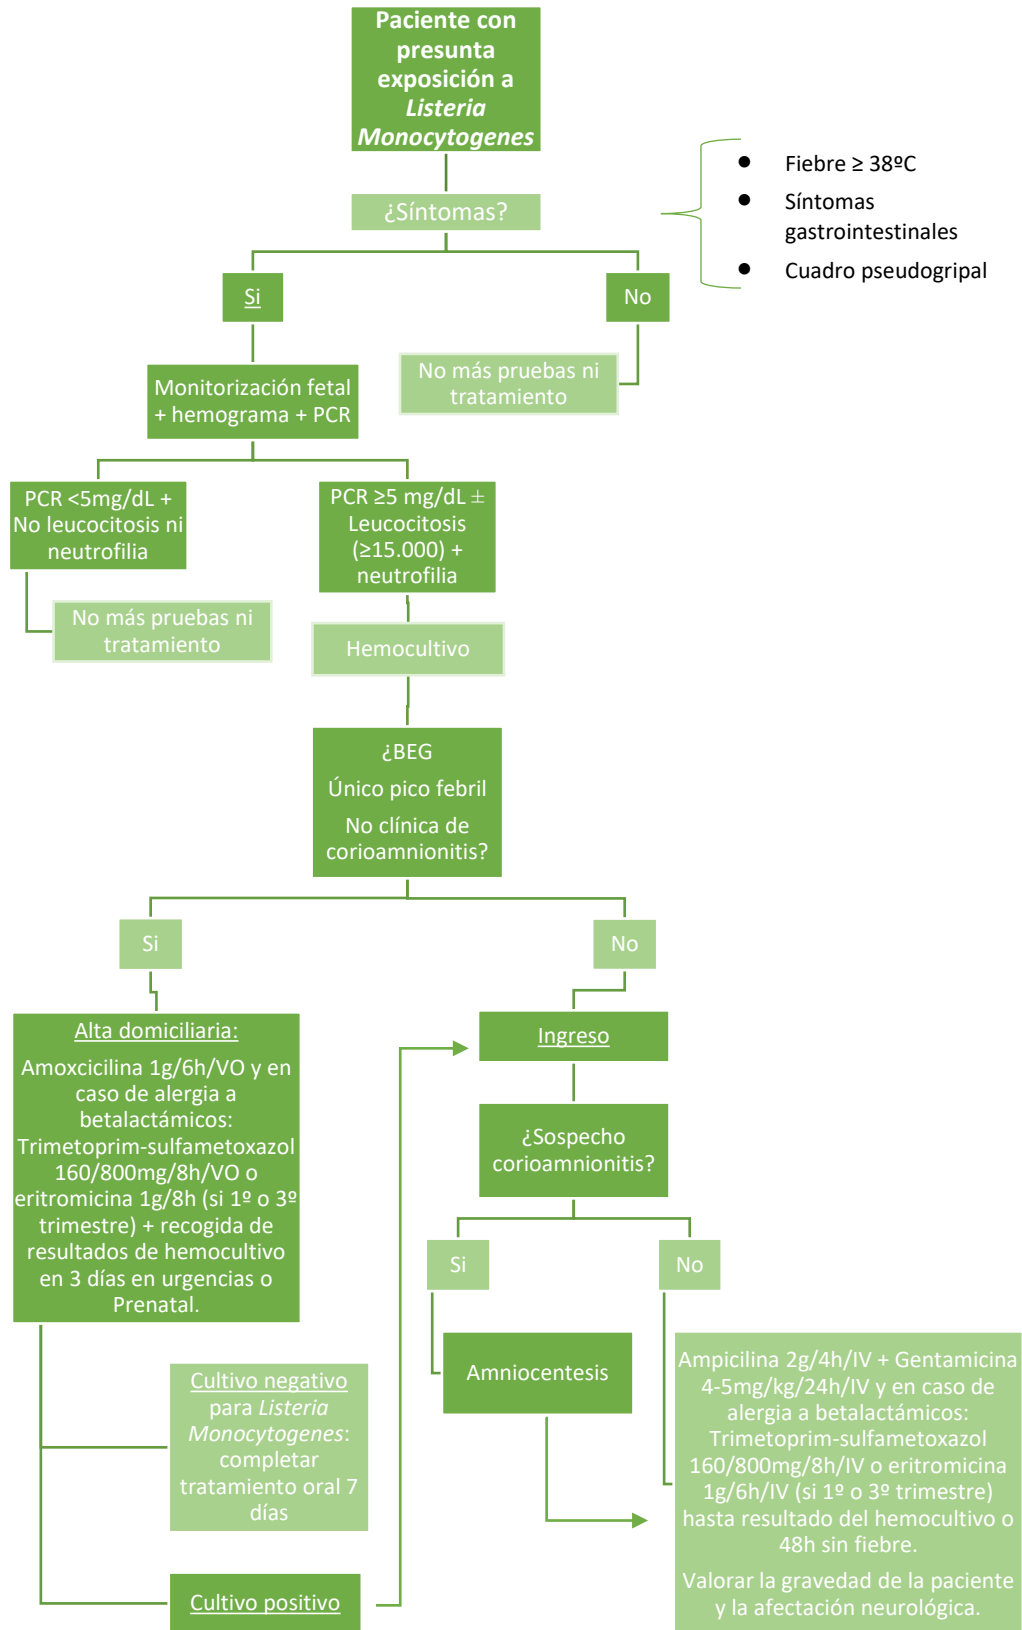 Paciente con
presunta
exposición a
Listeria
Monocytogenes
¿Síntomas?
● Fiebre ≥ 38ºC
● Síntomas
gastrointestinales
● Cuadro pseudogripal
Si
No
Monitorización fetal
+ hemograma + PCR
No más pruebas ni
tratamiento
PCR <5mg/dL +
No leucocitosis ni
neutrofilia
PCR ≥5 mg/dL ±
Leucocitosis
(≥15.000) +
neutrofilia
No más pruebas ni
tratamiento
Hemocultivo
¿BEG
Único pico febril
No clínica de
corioamnionitis?
Si
No
Alta domiciliaria:
Amoxcicilina 1g/6h/VO y en
caso de alergia a
betalactámicos:
Trimetoprim-sulfametoxazol
160/800mg/8h/VO o
eritromicina 1g/8h (si 1º o 3º
trimestre) + recogida de
resultados de hemocultivo
en 3 días en urgencias o
Prenatal.
Ingreso
¿Sospecho
corioamnionitis?
Si
No
Amniocentesis
Ampicilina 2g/4h/IV + Gentamicina
4-5mg/kg/24h/IV y en caso de
alergia a betalactámicos:
Trimetoprim-sulfametoxazol
160/800mg/8h/IV o eritromicina
1g/6h/IV (si 1º o 3º trimestre)
hasta resultado del hemocultivo o
48h sin fiebre.
Valorar la gravedad de la paciente
y la afectación neurológica.
Cultivo negativo
para Listeria
Monocytogenes:
completar
tratamiento oral 7
días
Cultivo positivo